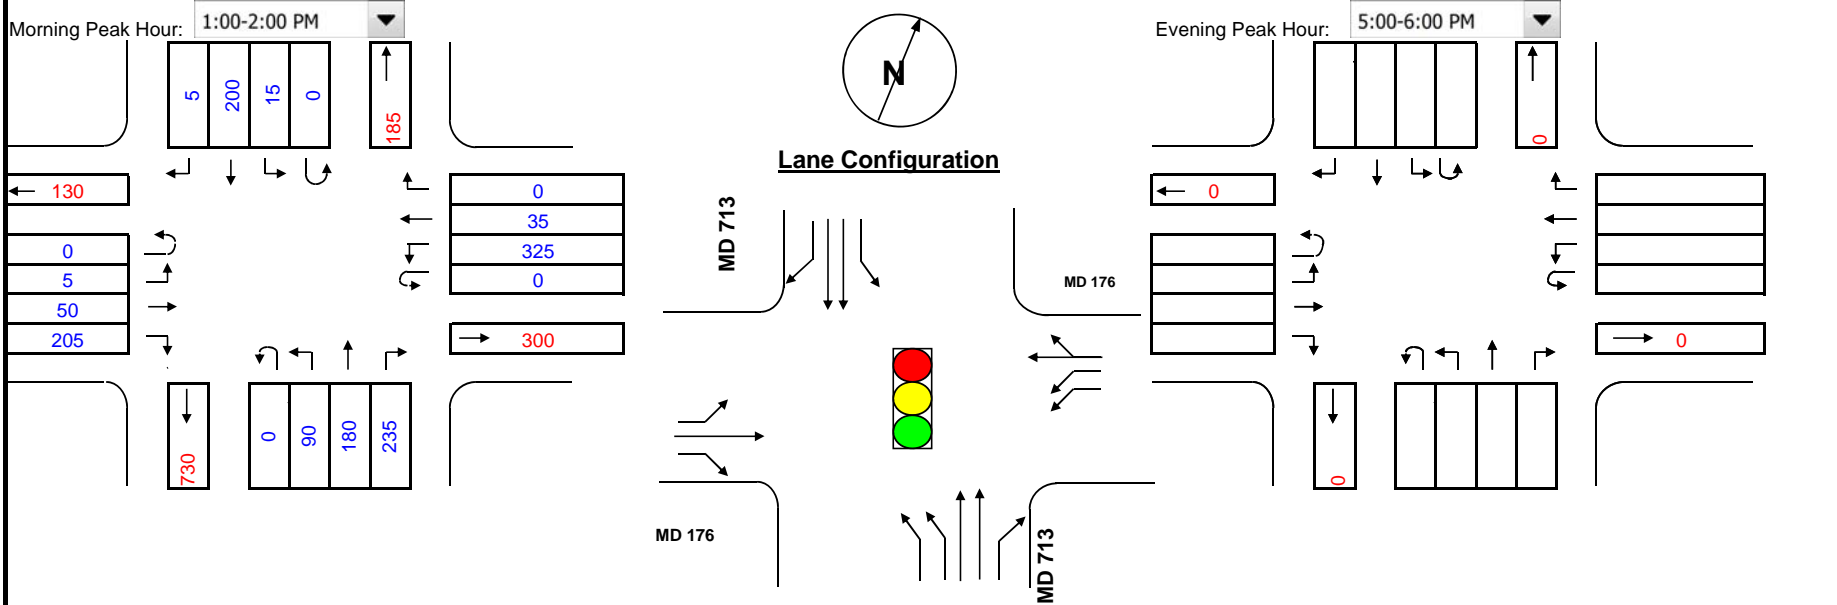 Morning Peak Hour: 1:00-2:00 PM
5 200 15 0
185
130
0
5
50
205
0
35
325
0
300
730
0 90 180 235
N
Lane Configuration
MD 713
MD 176
MD 176
MD 713
Evening Peak Hour: 5:00-6:00 PM
0
0
0
0